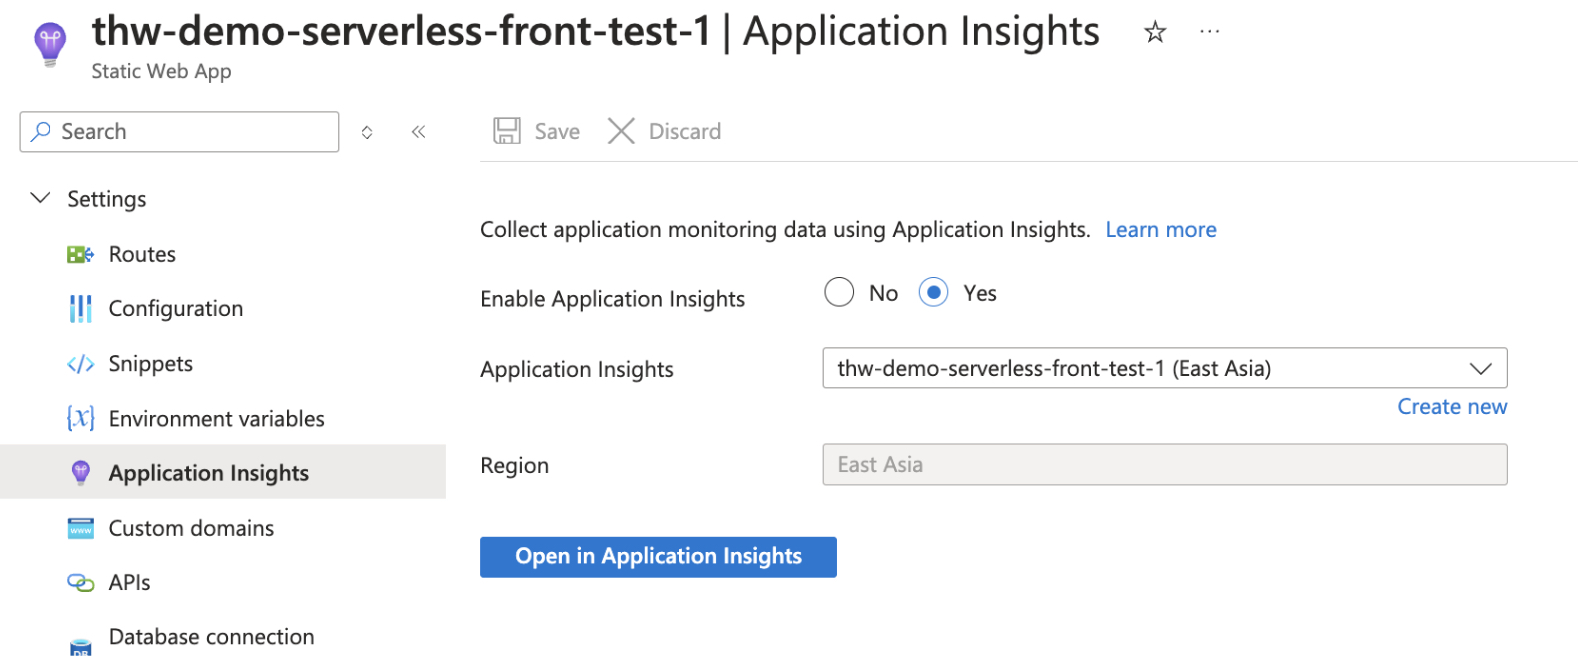 thw-demo-serverless-front-test-1 | Application Insights
Static Web App
Search
Save
Discard
Settings
Routes
Configuration
Snippets
Environment variables
Application Insights
Custom domains
APIs
Database connection
Collect application monitoring data using Application Insights. Learn more
Enable Application Insights
No
Yes
Application Insights
thw-demo-serverless-front-test-1 (East Asia)
Create new
Region
East Asia
Open in Application Insights